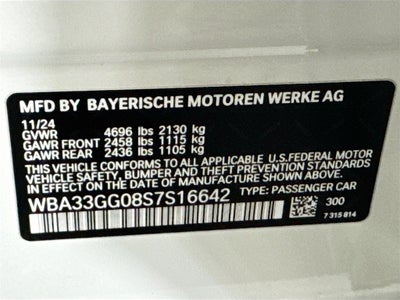 MFD BY BAYERISCHE MOTOREN WERKE AG
11/24
GVWR 4696 lbs 2130 kg
GAWR FRONT 2458 lbs 1115 kg
GAWR REAR 2436 lbs 1105 kg
THIS VEHICLE CONFORMS TO ALL APPLICABLE U.S. FEDERAL MOTOR
VEHICLE SAFETY, BUMPER AND THEFT PREVENTION STANDARDS IN
EFFECT ON THE DATE OF MANUFACTURE SHOWN ABOVE.
WBA33GG08S7S16642 TYPE: PASSENGER CAR
300
7 315 814